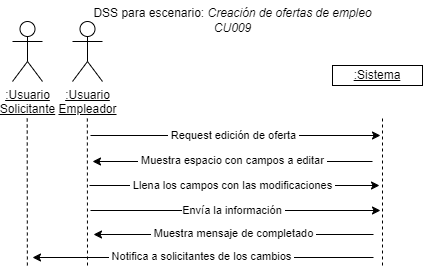 DSS para escenario: Creación de ofertas de empleo
CU009
:Usuario
Solicitante
:Usuario
Empleador
:Sistema
Request edición de oferta
Muestra espacio con campos a editar
Llena los campos con las modificaciones
Envía la información
Muestra mensaje de completado
Notifica a solicitantes de los cambios